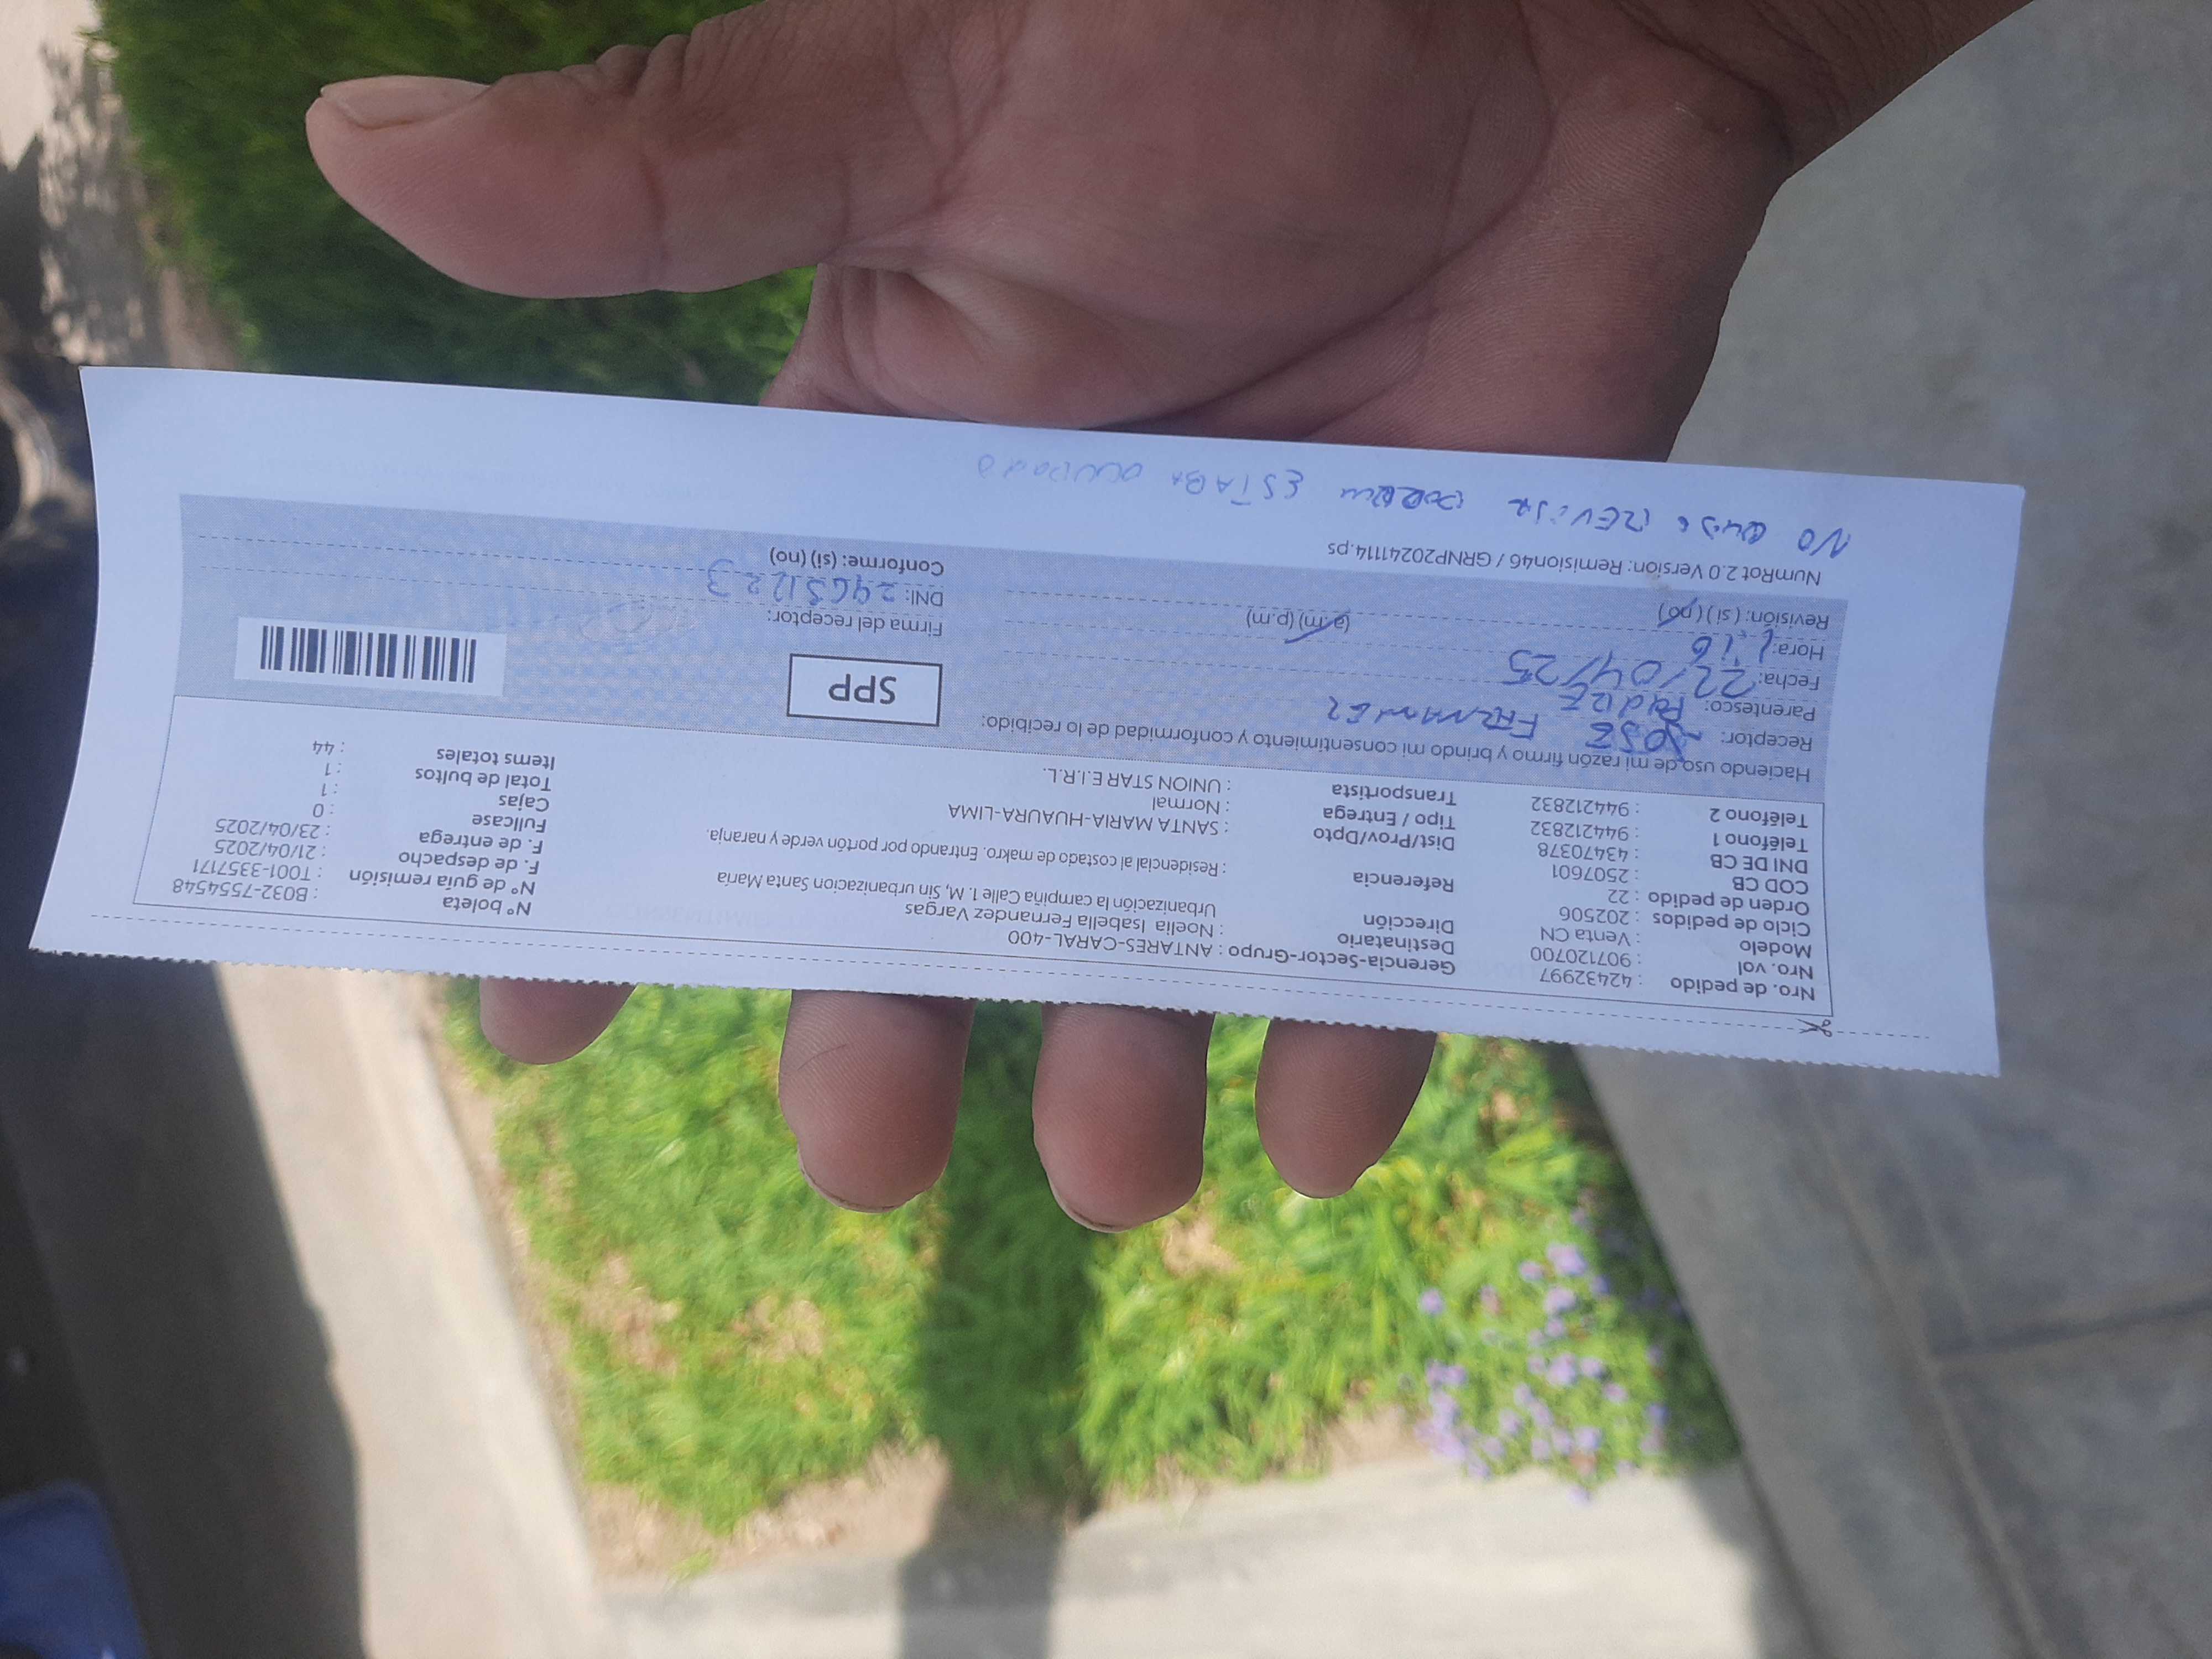 Nro. de pedido : 42432997
Nro. vol : 907120700
Modelo : Venta CN
Ciclo de pedidos : 202506
Orden de pedido : 22
COD CB : 2507601
DNI DE CB : 43470378
Teléfono 1 : 944212832
Teléfono 2 : 944212832
Gerencia-Sector-Grupo : ANTARES-CARAL-400
Destinatario : Noelia Isabella Fernandez Vargas
Dirección Urbanización la campiña Calle 1. M, Sin urbanizacion Santa María
Referencia : Residencial al costado de makro. Entrando por portón verde y naranja.
Dist/Prov/Dpto : SANTA MARIA-HUAURA-LIMA
Tipo / Entrega : Normal
Transportista : UNION STAR E.I.R.L.
N° boleta : B032-7554548
N° de guía remisión : T001-3357171
F. de despacho : 21/04/2025
F. de entrega : 23/04/2025
Fullcase : 0
Cajas : 1
Total de bultos : 1
Items totales : 44
Haciendo uso de mi razón firmo y brindo mi consentimiento y conformidad de lo recibido:
Receptor: JOSE FERNANDEZ
Parentesco: PADRE
Fecha: 22/04/25
Hora: (a.m) (p.m)
Revisión: (si) (no)
SPP
Firma del receptor:
DNI:
Conforme: (si) (no)
NumRot 2.0 Version: Remision46 / GRNP20241114.ps
NO QUISO ESTABA OCUPADO